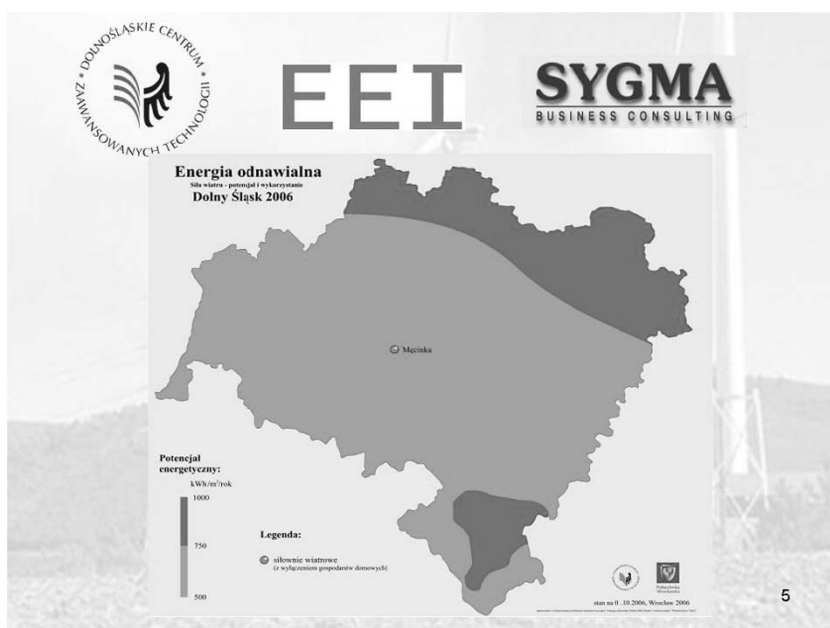 DOLNOŚLĄSKIE CENTRUM
ZAAWANSOWANYCH TECHNOLOGII
EEI
SYGMA
BUSINESS CONSULTING
Energia odnawialna
Siła wiatru - potencjał i wykorzystanie
Dolny Śląsk 2006
Męcinka
Potencjał
energetyczny:
kWh/m²/rok
1000
750
500
Legenda:
siłownie wiatrowe
(z wyłączeniem gospodarstw domowych)
Politechnika
Wrocławska
stan na 0 .10.2006, Wrocław 2006
5